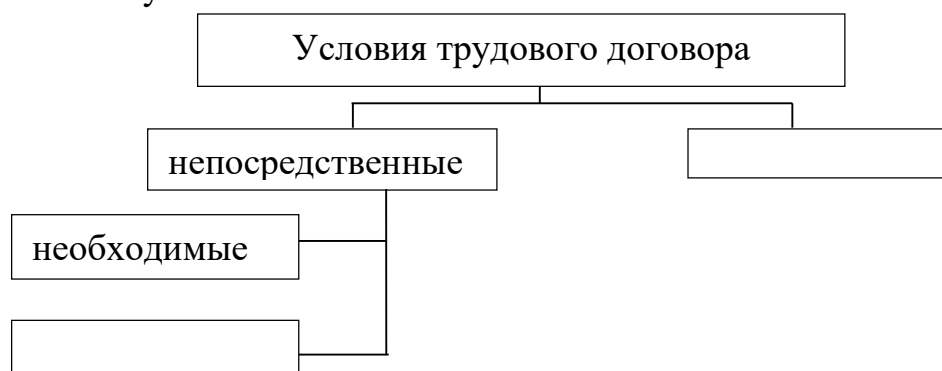 Условия трудового договора
непосредственные
необходимые